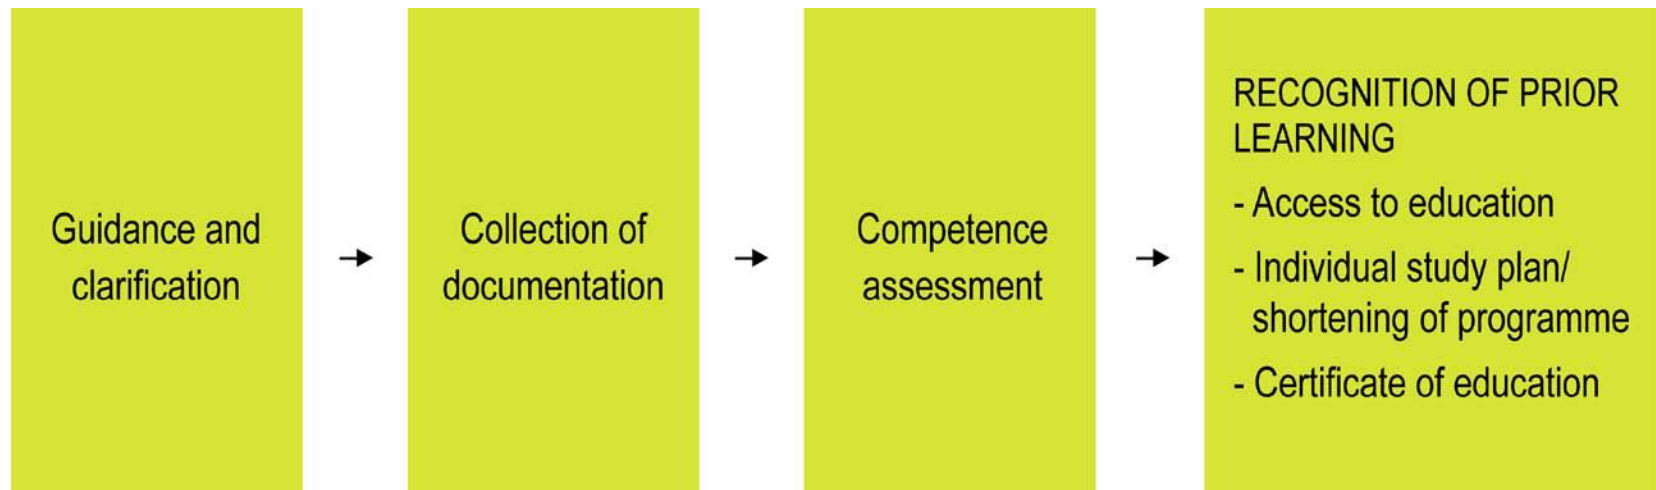 Guidance and
clarification
Collection of
documentation
Competence
assessment
RECOGNITION OF PRIOR
LEARNING
- Access to education
- Individual study plan/
shortening of programme
- Certificate of education